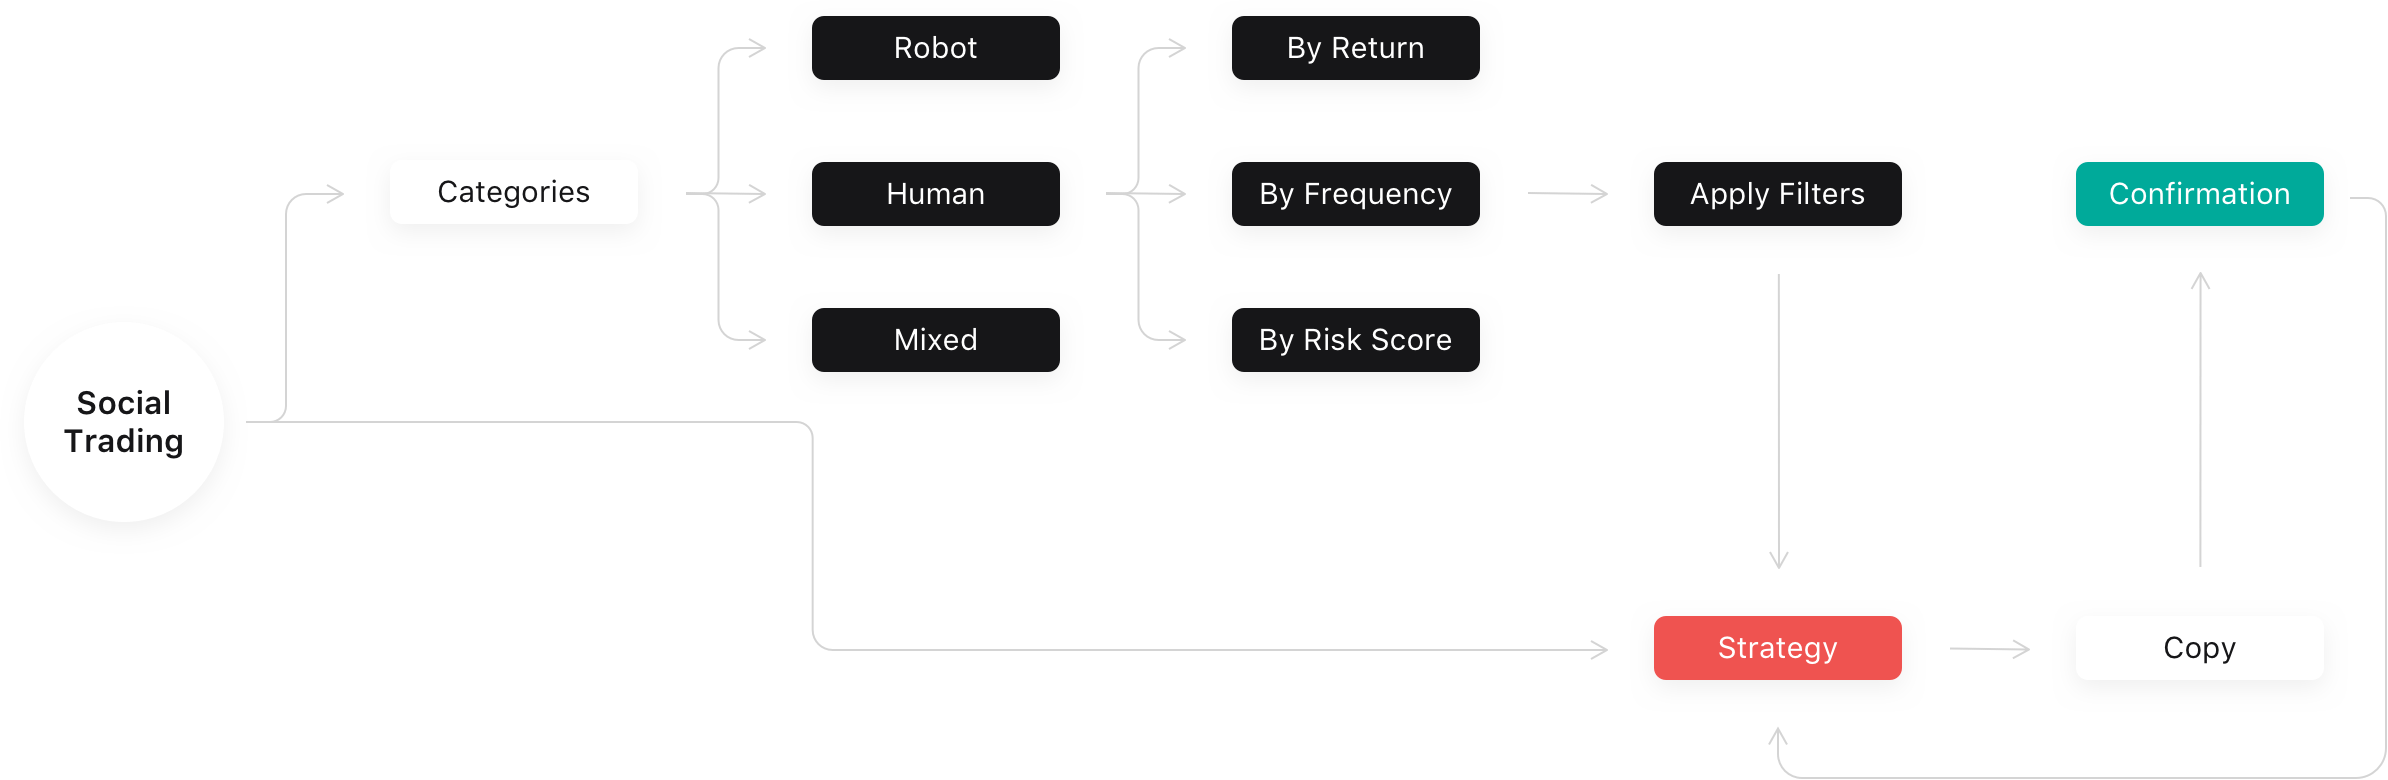 Social
Trading
Categories
Robot
Human
Mixed
By Return
By Frequency
By Risk Score
Apply Filters
Strategy
Copy
Confirmation